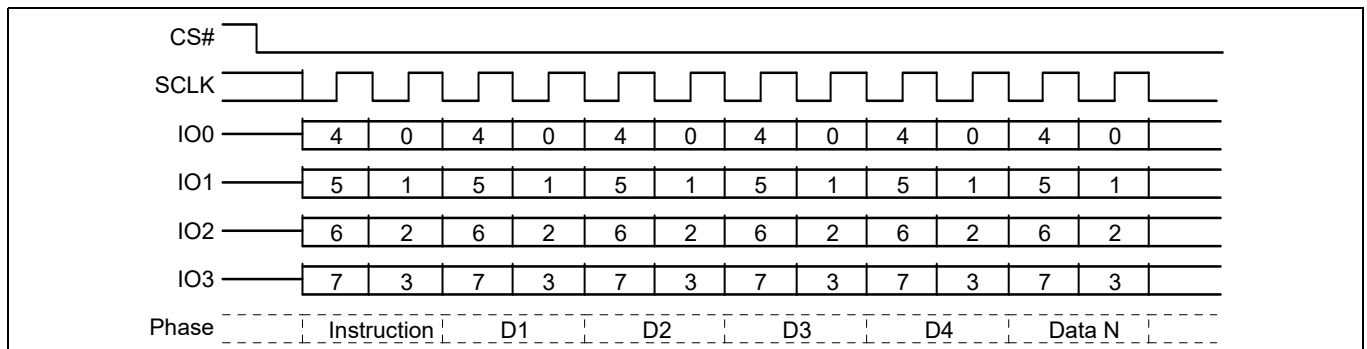 CS#
SCLK
IO0 4 0 4 0 4 0 4 0 4 0 4 0
IO1 5 1 5 1 5 1 5 1 5 1 5 1
IO2 6 2 6 2 6 2 6 2 6 2 6 2
IO3 7 3 7 3 7 3 7 3 7 3 7 3
Phase Instruction D1 D2 D3 D4 Data N